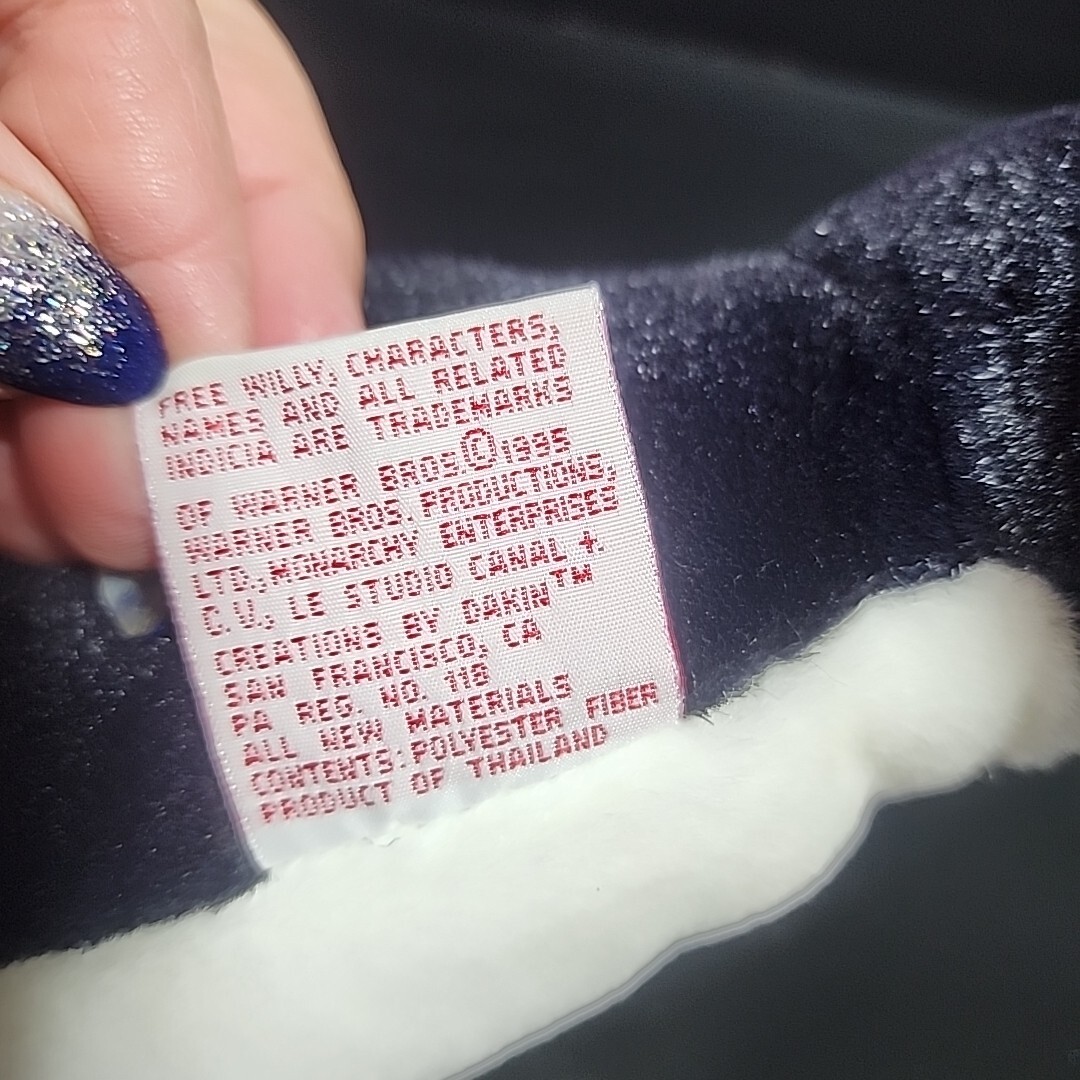 FREE WILLY, CHARACTERS,
NAMES AND ALL RELATED
INDICIA ARE TRADEMARKS
OF WARNER BROS.© 1995
WARNER BROS. PRODUCTIONS,
LTD., MONARCHY ENTERPRISES
C.V., LE STUDIO CANAL +.
CREATIONS BY DAKIN™
SAN FRANCISCO, CA
PA REG. NO. 118
ALL NEW MATERIALS
CONTENTS: POLYESTER FIBER
PRODUCT OF THAILAND